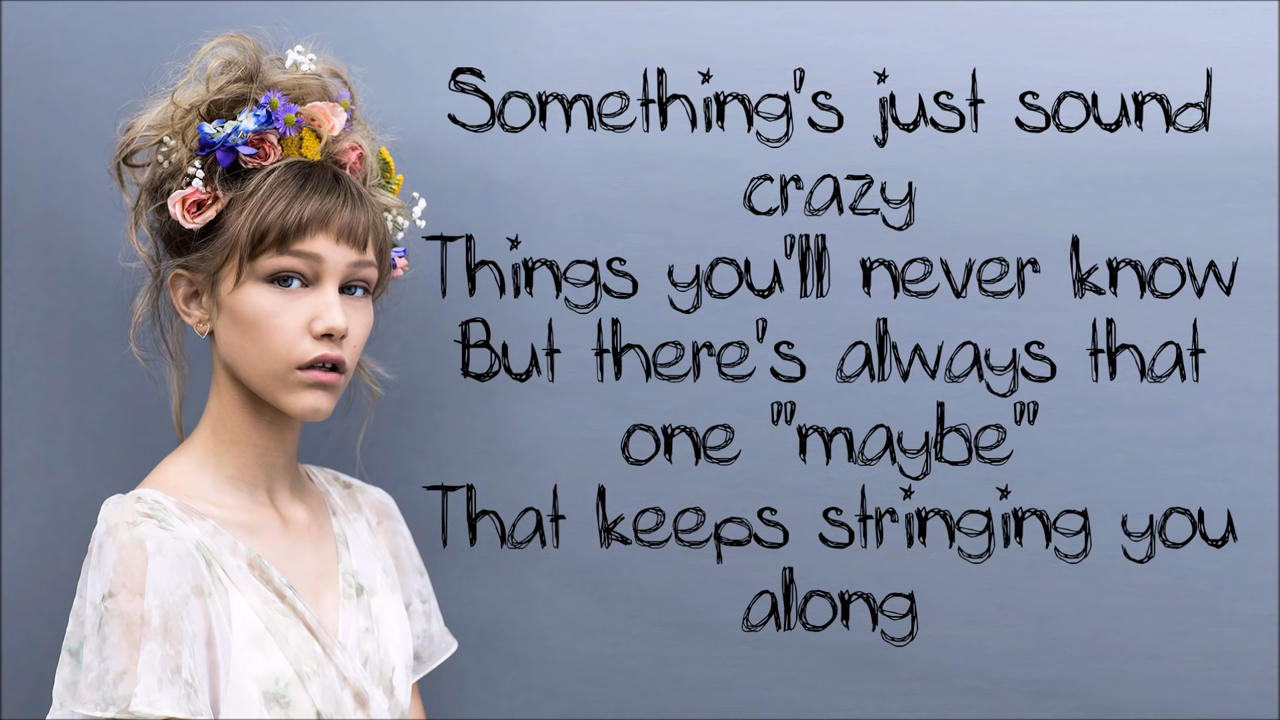 Something's just sound
crazy
Things you'll never know
But there's always that
one "maybe"
That keeps stringing you
along